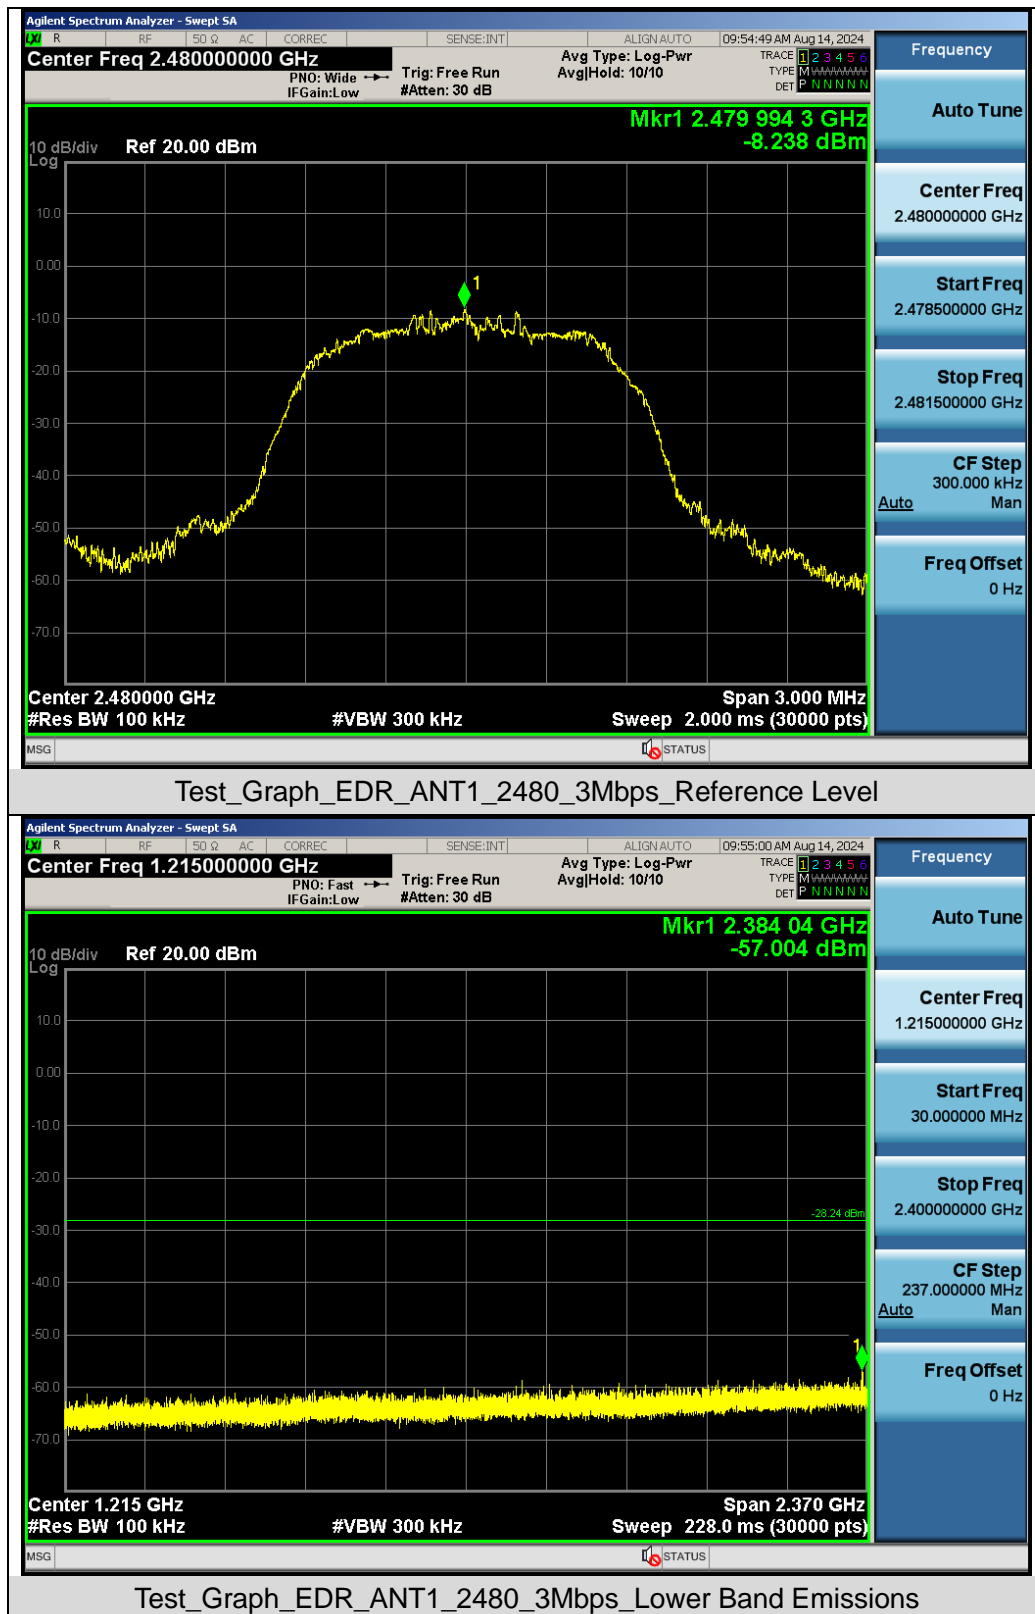 Agilent Spectrum Analyzer - Swept SA
LXI R RF 50 Ω AC CORREC SENSE:INT ALIGN AUTO 09:54:49 AM Aug 14, 2024
Center Freq 2.480000000 GHz
PNO: Wide
IFGain:Low
Trig: Free Run
#Atten: 30 dB
Avg Type: Log-Pwr
Avg|Hold: 10/10
TRACE 1 2 3 4 5 6
TYPE M
DET P N N N N N
Frequency
Mkr1 2.479 994 3 GHz
-8.238 dBm
10 dB/div Ref 20.00 dBm
Log
10.0
0.00
-10.0
-20.0
-30.0
-40.0
-50.0
-60.0
-70.0
1
Center 2.480000 GHz Span 3.000 MHz
#Res BW 100 kHz #VBW 300 kHz Sweep 2.000 ms (30000 pts)
Auto Tune
Center Freq
2.480000000 GHz
Start Freq
2.478500000 GHz
Stop Freq
2.481500000 GHz
CF Step
300.000 kHz
Auto Man
Freq Offset
0 Hz
MSG STATUS
Test_Graph_EDR_ANT1_2480_3Mbps_Reference Level
Agilent Spectrum Analyzer - Swept SA
LXI R RF 50 Ω AC CORREC SENSE:INT ALIGN AUTO 09:55:00 AM Aug 14, 2024
Center Freq 1.215000000 GHz
PNO: Fast
IFGain:Low
Trig: Free Run
#Atten: 30 dB
Avg Type: Log-Pwr
Avg|Hold: 10/10
TRACE 1 2 3 4 5 6
TYPE M
DET P N N N N N
Frequency
Mkr1 2.384 04 GHz
-57.004 dBm
10 dB/div Ref 20.00 dBm
Log
10.0
0.00
-10.0
-20.0
-28.24 dBm
-30.0
-40.0
-50.0
-60.0
-70.0
1
Center 1.215 GHz Span 2.370 GHz
#Res BW 100 kHz #VBW 300 kHz Sweep 228.0 ms (30000 pts)
Auto Tune
Center Freq
1.215000000 GHz
Start Freq
30.000000 MHz
Stop Freq
2.400000000 GHz
CF Step
237.000000 MHz
Auto Man
Freq Offset
0 Hz
MSG STATUS
Test_Graph_EDR_ANT1_2480_3Mbps_Lower Band Emissions